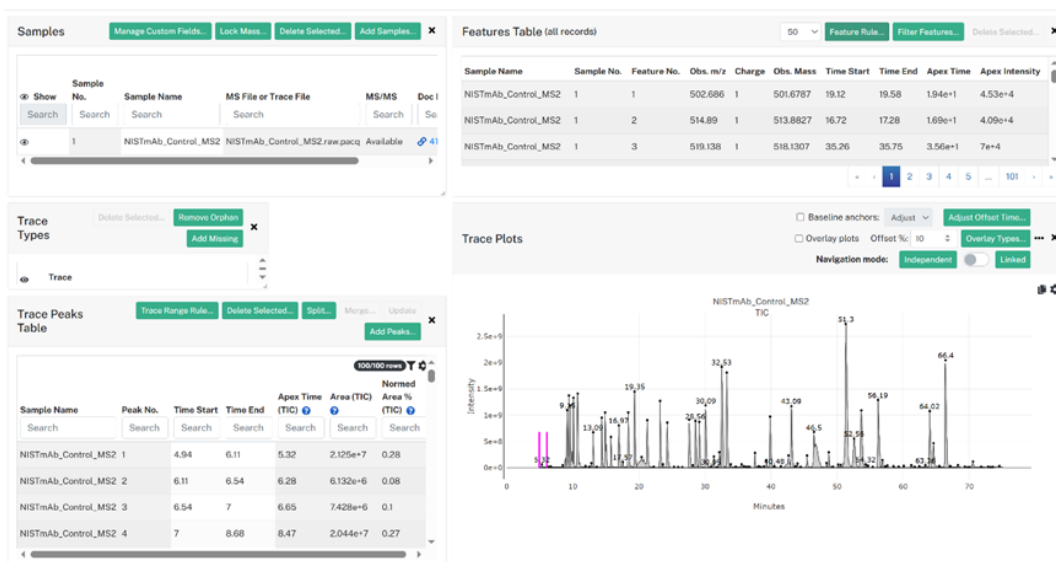 Samples
Manage Custom Fields... Lock Mass... Delete Selected... Add Samples... ×
Show Sample No. Sample Name MS File or Trace File MS/MS Doc
Search Search Search Search Search Se
1 NISTmAb_Control_MS2 NISTmAb_Control_MS2.raw.pacq Available 41
Trace Types
Delete Selected... Remove Orphan
Add Missing ×
Trace
Trace Peaks Table
Trace Range Rule... Delete Selected... Split... Merge... Update
Add Peaks... ×
100/100 rows
Sample Name Peak No. Time Start Time End Apex Time (TIC) Area (TIC) Normed Area % (TIC)
Search Search Search Search Search Search Search
NISTmAb_Control_MS2 1 4.94 6.11 5.32 2.125e+7 0.28
NISTmAb_Control_MS2 2 6.11 6.54 6.28 6.132e+6 0.08
NISTmAb_Control_MS2 3 6.54 7 6.65 7.428e+6 0.1
NISTmAb_Control_MS2 4 7 8.68 8.47 2.044e+7 0.27
Features Table (all records)
50 Feature Rule... Filter Features... Delete Selected... ×
Sample Name Sample No. Feature No. Obs. m/z Charge Obs. Mass Time Start Time End Apex Time Apex Intensity
NISTmAb_Control_MS2 1 1 502.686 1 501.6787 19.12 19.58 1.94e+1 4.53e+4
NISTmAb_Control_MS2 1 2 514.89 1 513.8827 16.72 17.28 1.69e+1 4.09e+4
NISTmAb_Control_MS2 1 3 519.138 1 518.1307 35.26 35.75 3.56e+1 7e+4
« ‹ 1 2 3 4 5 ... 101 › »
Trace Plots
Baseline anchors: Adjust Adjust Offset Time...
Overlay plots Offset %: 10 Overlay Types... ••• ×
Navigation mode: Independent Linked
NISTmAb_Control_MS2
TIC
Intensity
2.5e+9
2e+9
1.5e+9
1e+9
5e+8
0e+0
5.32 13.09 16.97 17.57 19.35 28.56 30.09 32.53 43.09 46.5 51.3 52.56 54.32 56.19 64.02 66.4
0 10 20 30 40 50 60 70
Minutes